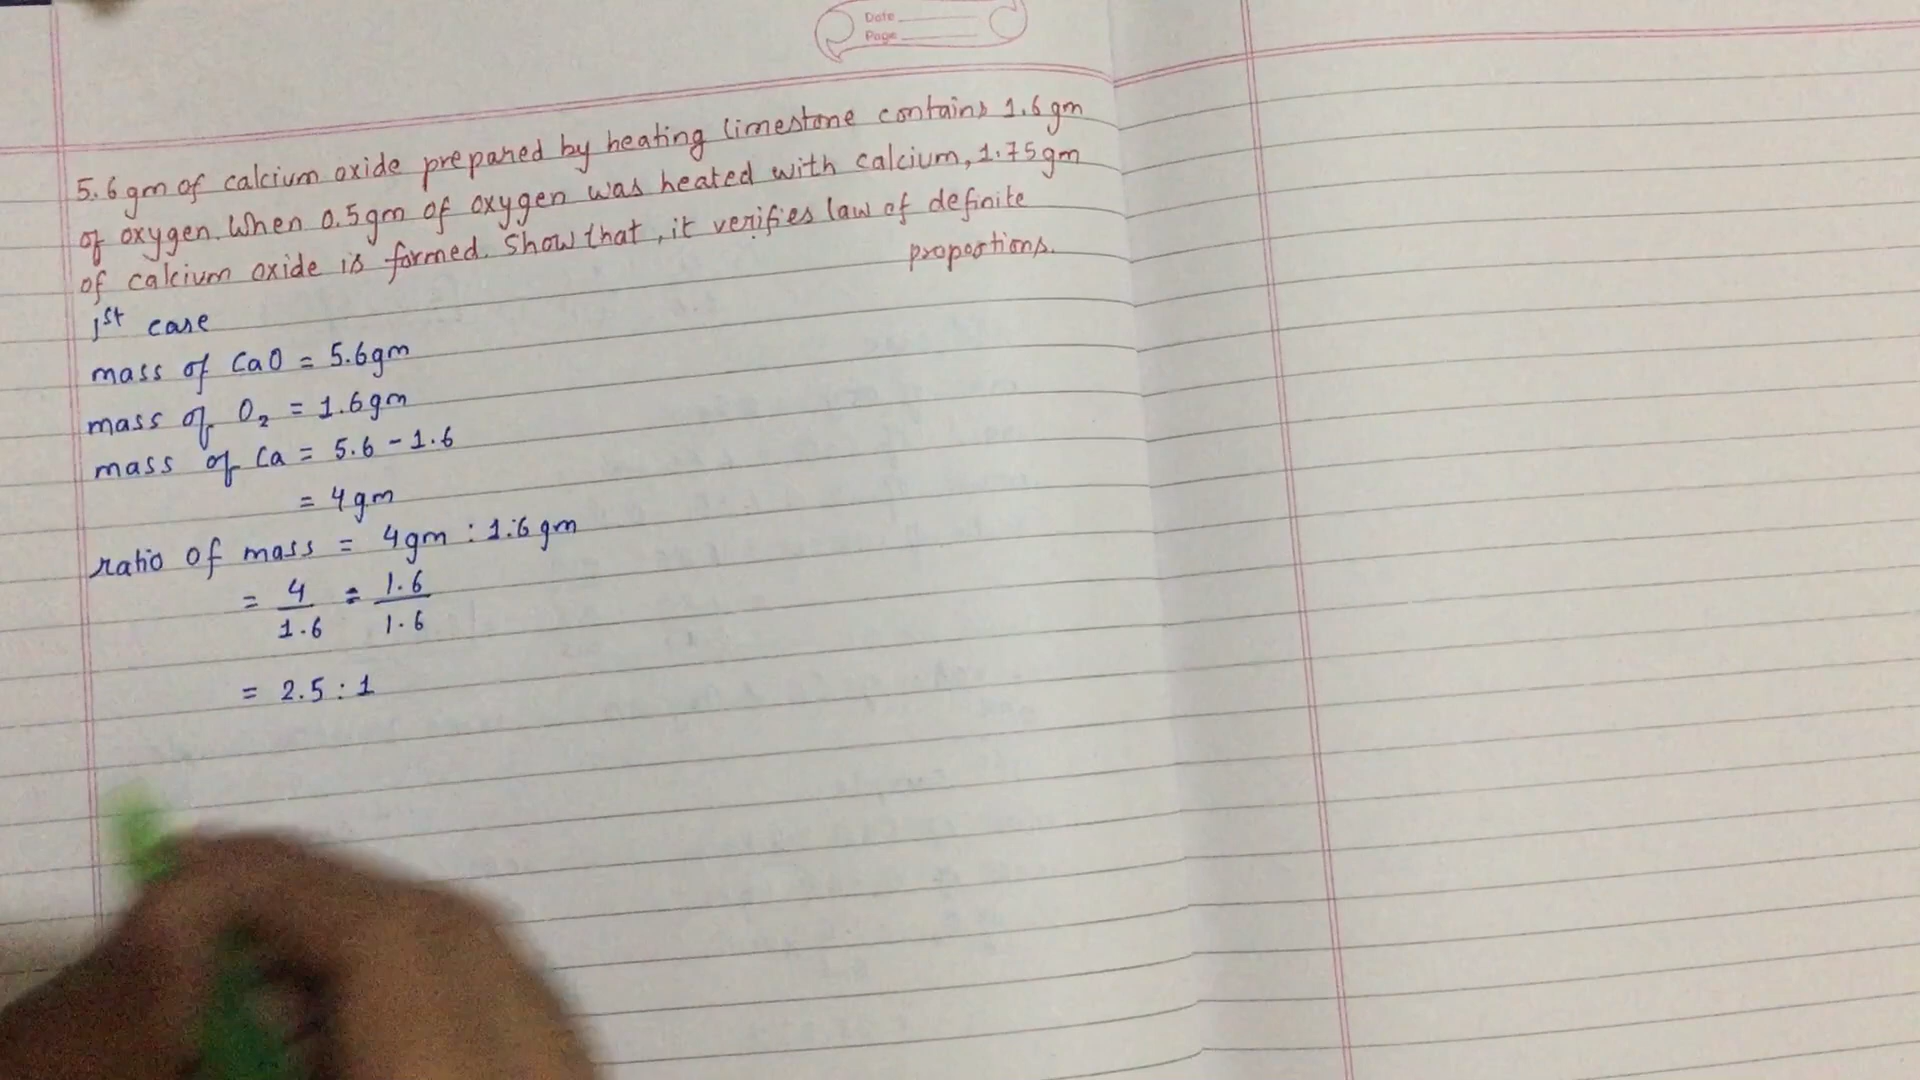 Date
Page
5.6 gm of calcium oxide prepared by heating limestone contains 1.6 gm
of oxygen. When 0.5 gm of oxygen was heated with calcium, 1.75 gm
of calcium oxide is formed. Show that, it verifies law of definite
proportions.
1st case
mass of CaO = 5.6 gm
mass of O₂ = 1.6 gm
mass of Ca = 5.6 - 1.6
= 4 gm
ratio of mass = 4 gm : 1.6 gm
= 4/1.6 = 1.6/1.6
= 2.5 : 1